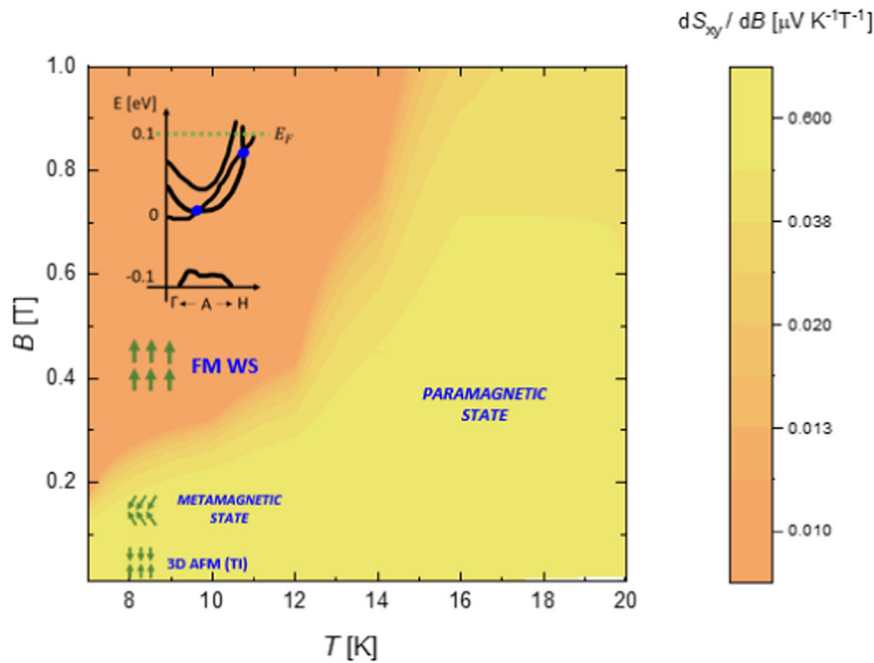 dS_xy / dB [μV K⁻¹T⁻¹]
1.0
0.8
0.6
0.4
0.2
B [T]
E [eV]
0.1
E_F
0
-0.1
Γ ← A → H
FM WS
PARAMAGNETIC
STATE
METAMAGNETIC
STATE
3D AFM (TI)
8 10 12 14 16 18 20
T [K]
0.600
0.038
0.020
0.013
0.010